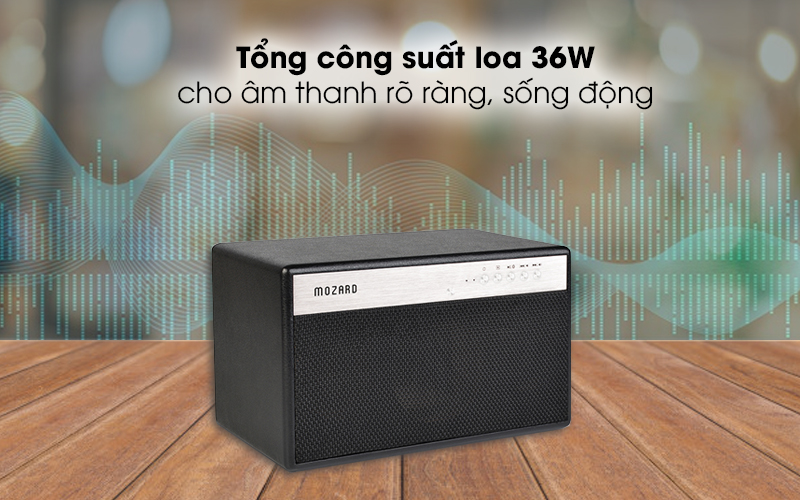 Tổng công suất loa 36W
cho âm thanh rõ ràng, sống động
MOZARD